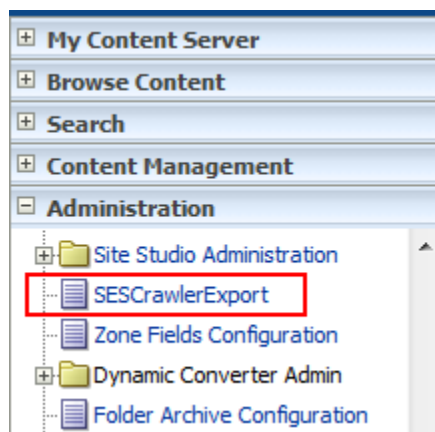 My Content Server
Browse Content
Search
Content Management
Administration
Site Studio Administration
SESCrawlerExport
Zone Fields Configuration
Dynamic Converter Admin
Folder Archive Configuration